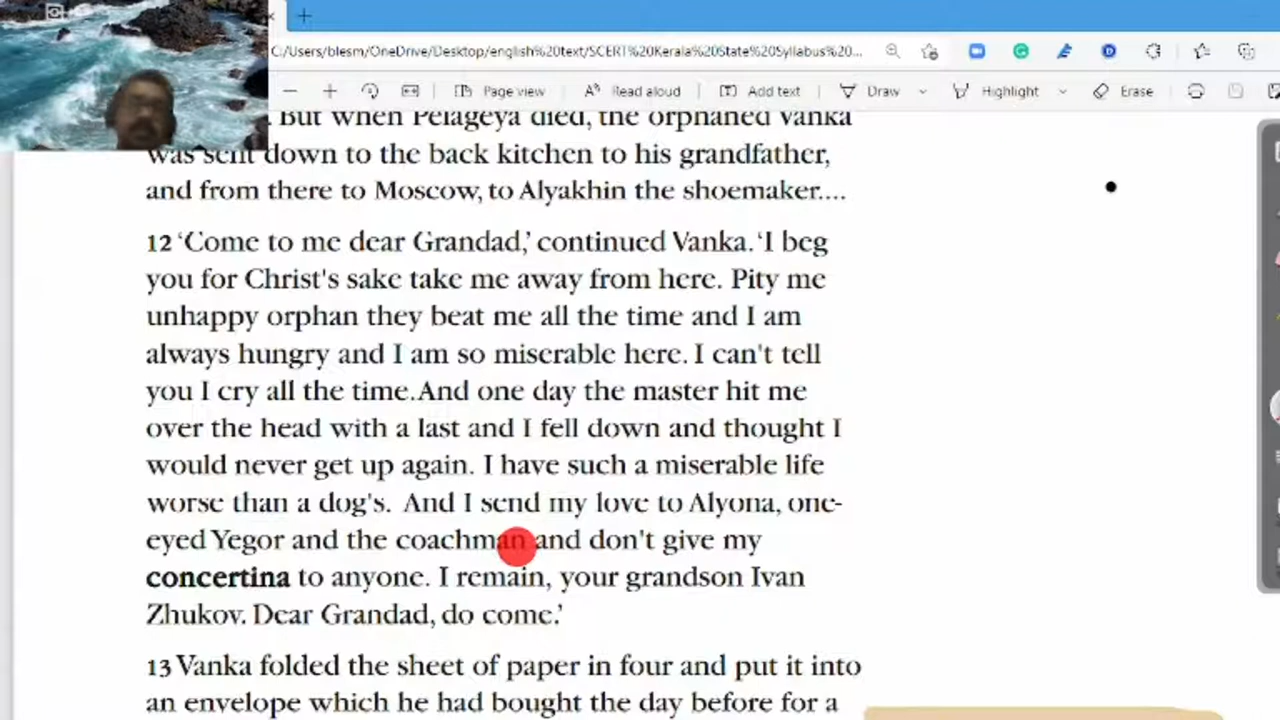 C:/Users/blesm/OneDrive/Desktop/english%20text/SCERT%20Kerala%20State%20Syllabus%20...
Page view
Read aloud
Add text
Draw
Highlight
Erase
. But when Pelageya died, the orphaned Vanka
was sent down to the back kitchen to his grandfather,
and from there to Moscow, to Alyakhin the shoemaker....
12 ‘Come to me dear Grandad,’ continued Vanka. ‘I beg
you for Christ's sake take me away from here. Pity me
unhappy orphan they beat me all the time and I am
always hungry and I am so miserable here. I can't tell
you I cry all the time. And one day the master hit me
over the head with a last and I fell down and thought I
would never get up again. I have such a miserable life
worse than a dog's. And I send my love to Alyona, one-
eyed Yegor and the coachman and don't give my
concertina to anyone. I remain, your grandson Ivan
Zhukov. Dear Grandad, do come.’
13 Vanka folded the sheet of paper in four and put it into
an envelope which he had bought the day before for a